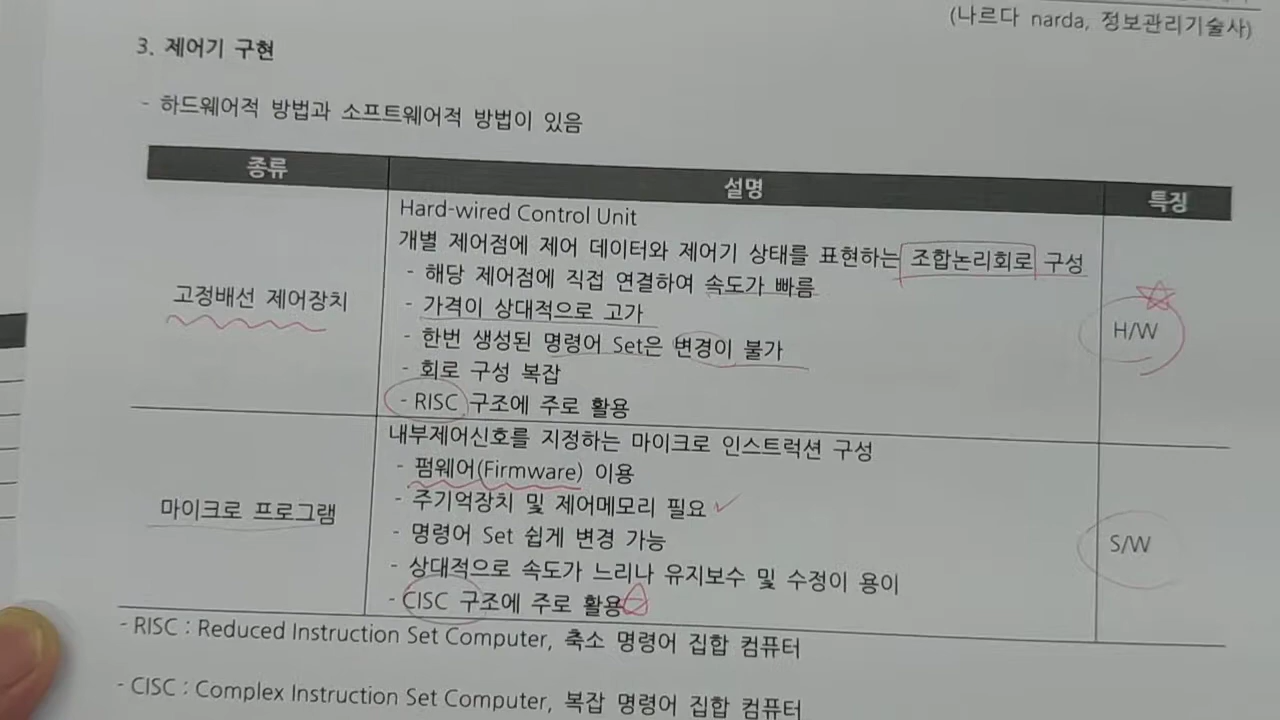 (나르다 narda, 정보관리기술사)
3. 제어기 구현
- 하드웨어적 방법과 소프트웨어적 방법이 있음
종류
설명
특징
고정배선 제어장치
Hard-wired Control Unit
개별 제어점에 제어 데이터와 제어기 상태를 표현하는 조합논리회로 구성
- 해당 제어점에 직접 연결하여 속도가 빠름
- 가격이 상대적으로 고가
- 한번 생성된 명령어 Set은 변경이 불가
- 회로 구성 복잡
- RISC 구조에 주로 활용
H/W
마이크로 프로그램
내부제어신호를 지정하는 마이크로 인스트럭션 구성
- 펌웨어(Firmware) 이용
- 주기억장치 및 제어메모리 필요
- 명령어 Set 쉽게 변경 가능
- 상대적으로 속도가 느리나 유지보수 및 수정이 용이
- CISC 구조에 주로 활용
S/W
- RISC : Reduced Instruction Set Computer, 축소 명령어 집합 컴퓨터
- CISC : Complex Instruction Set Computer, 복잡 명령어 집합 컴퓨터